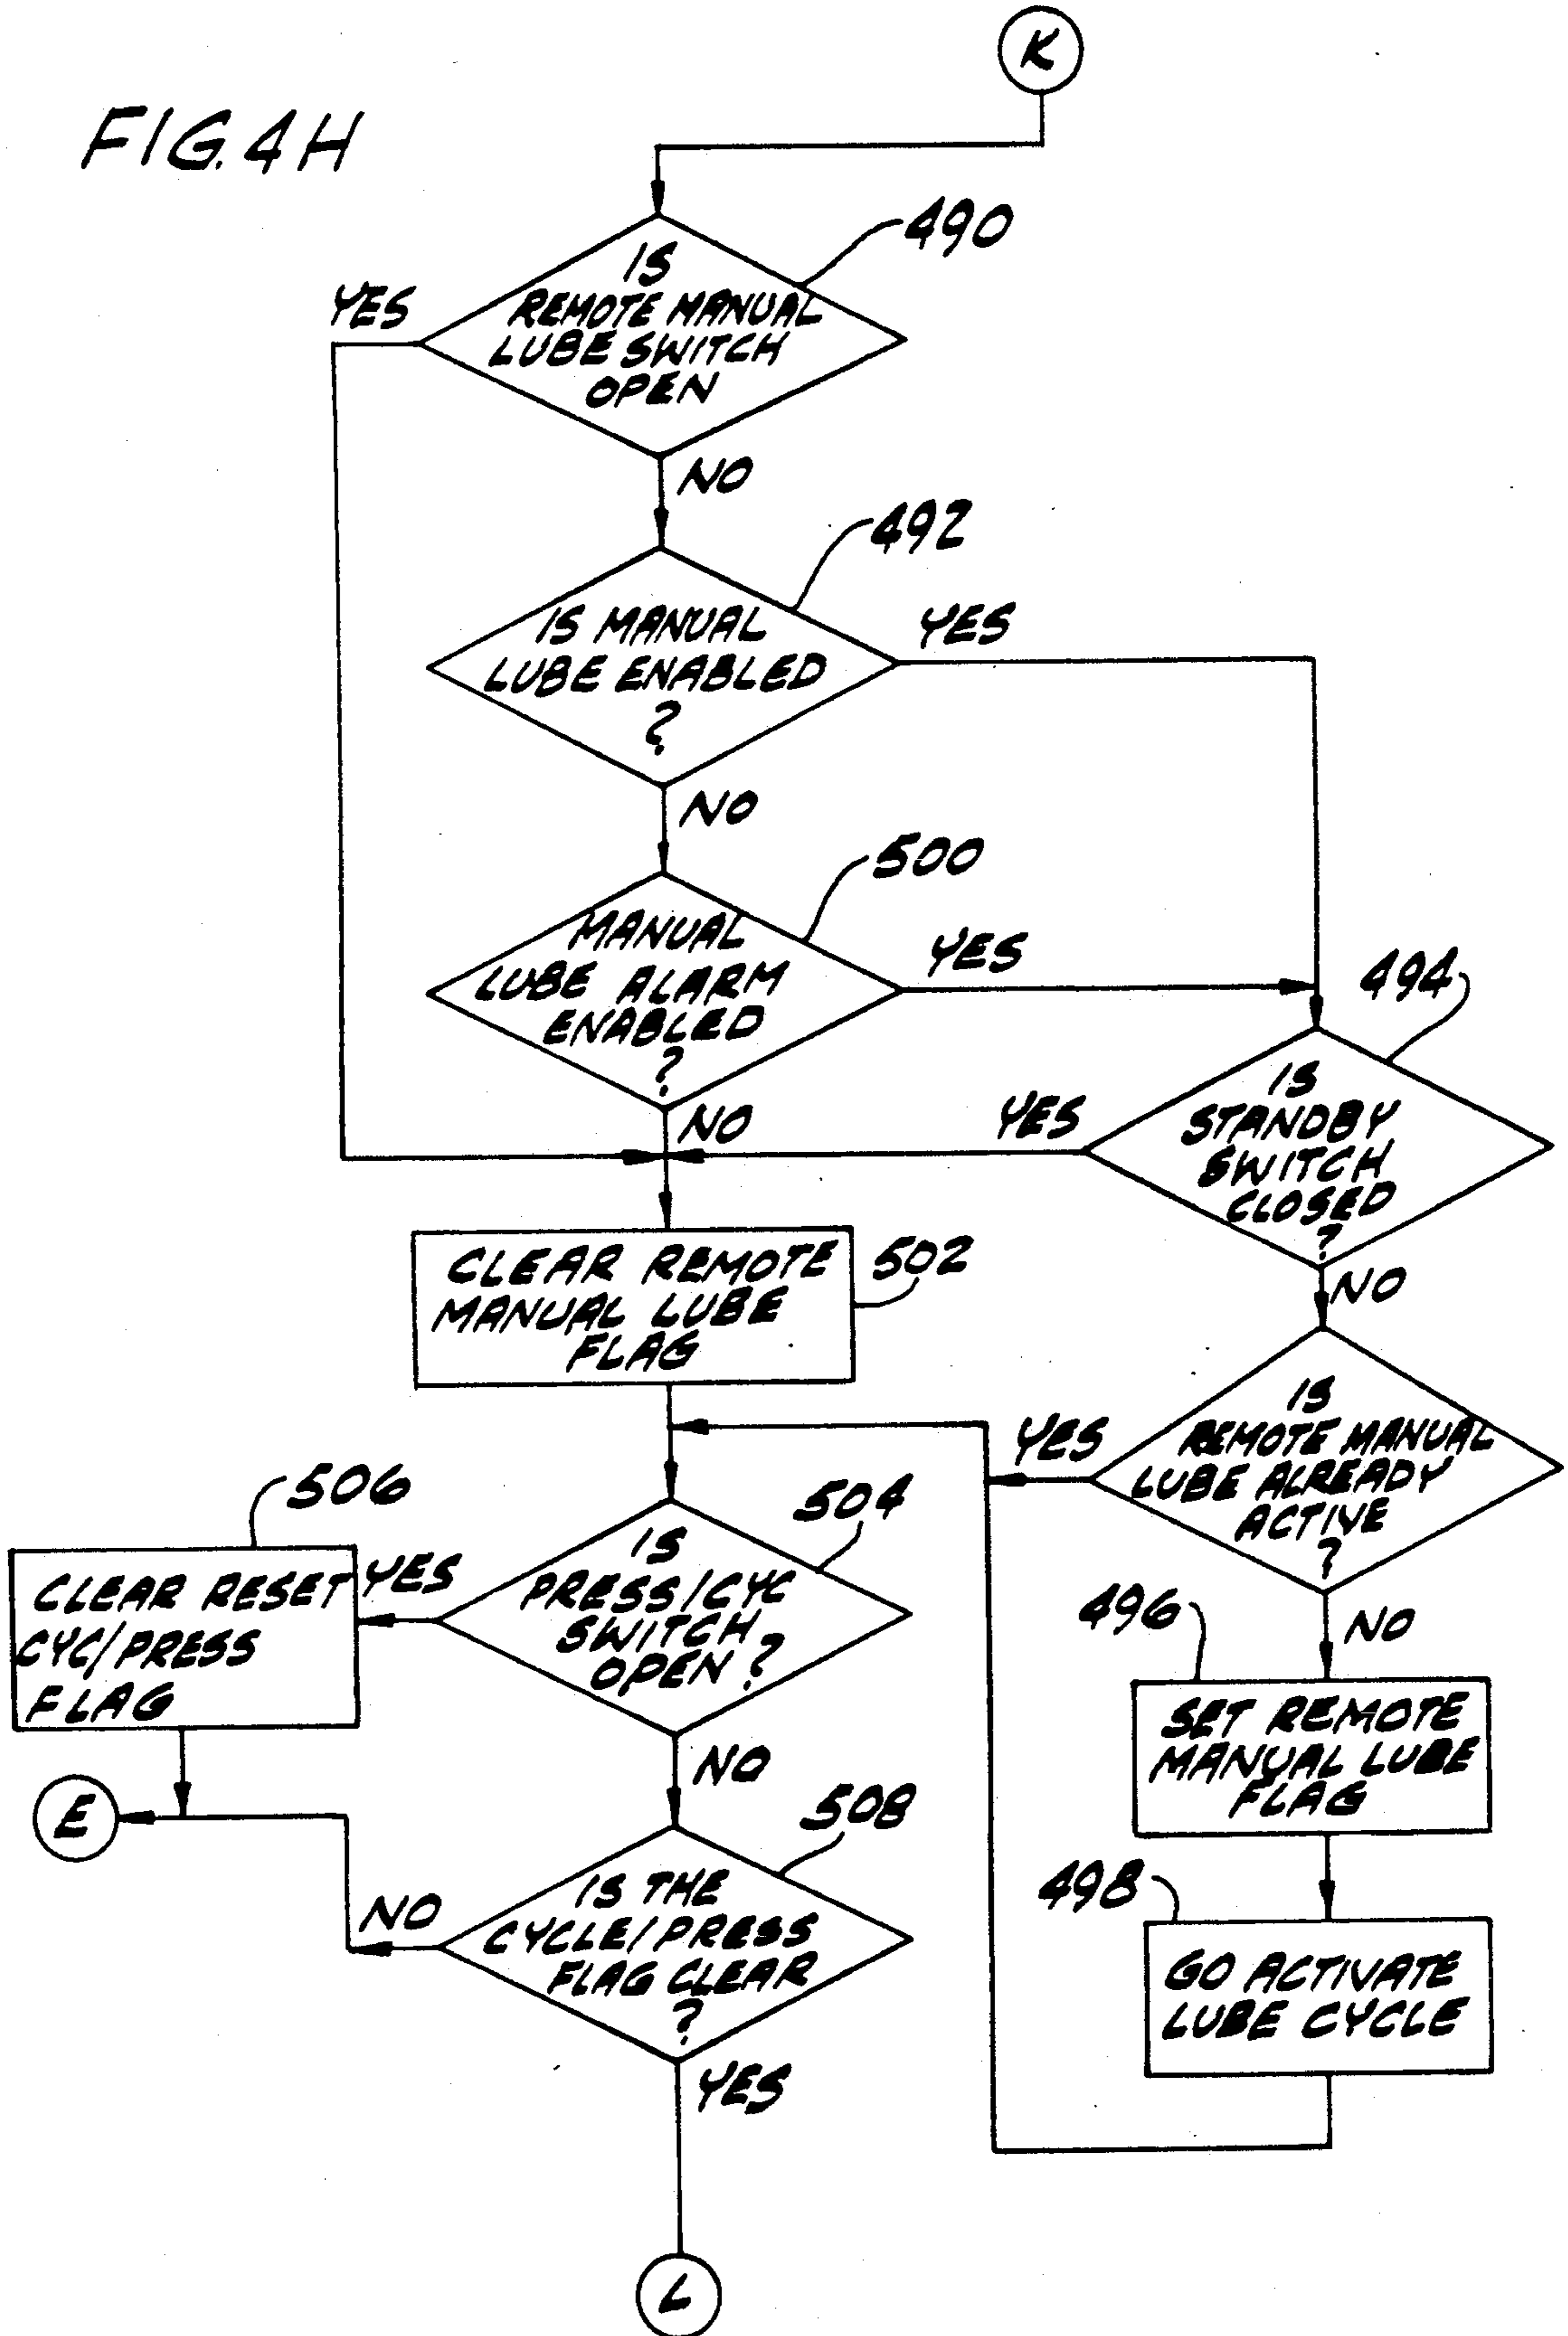 K
FIG. 4H
490
IS
REMOTE MANUAL
LUBE SWITCH
OPEN
YES
NO
492
IS MANUAL
LUBE ENABLED
?
YES
NO
500
MANUAL
LUBE ALARM
ENABLED
?
YES
NO
494
IS
STANDBY
SWITCH
CLOSED
?
YES
NO
CLEAR REMOTE
MANUAL LUBE
FLAG
502
IS
REMOTE MANUAL
LUBE ALREADY
ACTIVE
?
YES
NO
506
CLEAR RESET
CYC/PRESS
FLAG
YES
504
IS
PRESS/CYC
SWITCH
OPEN?
NO
496
SET REMOTE
MANUAL LUBE
FLAG
E
508
IS THE
CYCLE/PRESS
FLAG CLEAR
?
NO
YES
498
GO ACTIVATE
LUBE CYCLE
L